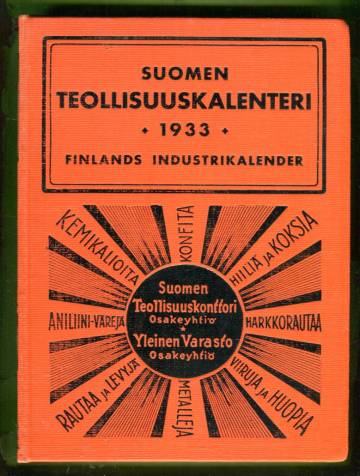 SUOMEN
TEOLLISUUSKALENTERI
1933
FINLANDS INDUSTRIKALENDER
KEMIKALIOITA
KONEITA
HIILIÄ JA KOKSIA
ANILIINI-VÄREJÄ
Suomen
Teollisuuskonttori
Osakeyhtiö
Yleinen Varasto
Osakeyhtiö
HARKKORAUTAA
RAUTAA JA LEVYJÄ
METALLEJA
VIIRUJA JA HUOPIA